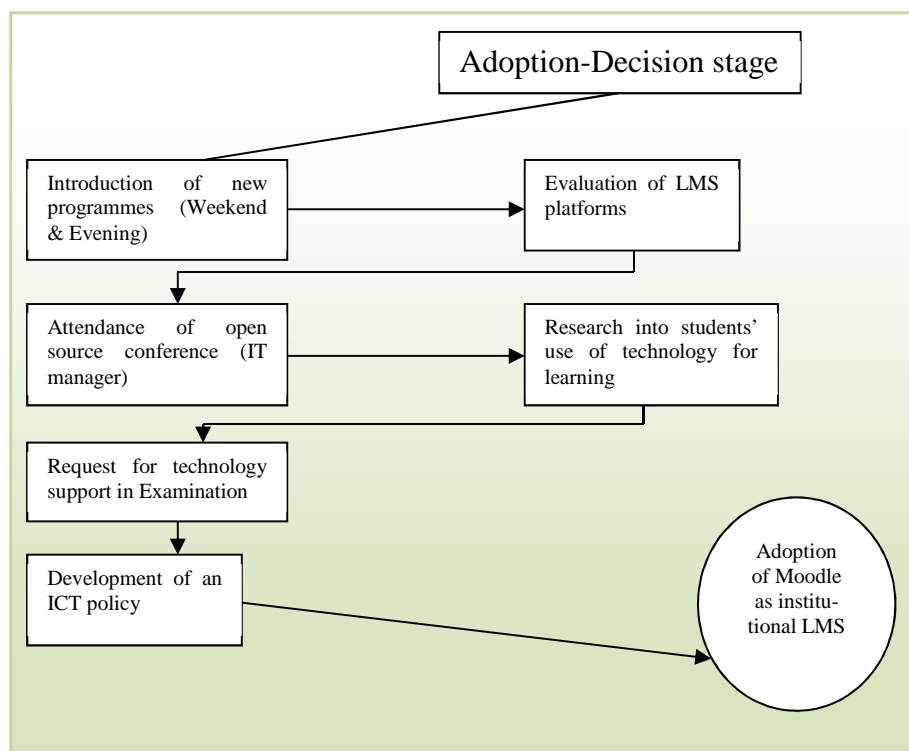 Adoption-Decision stage
Introduction of new
programmes (Weekend
& Evening)
Evaluation of LMS
platforms
Attendance of open
source conference (IT
manager)
Research into students’
use of technology for
learning
Request for technology
support in Examination
Development of an
ICT policy
Adoption
of Moodle
as institu-
tional LMS